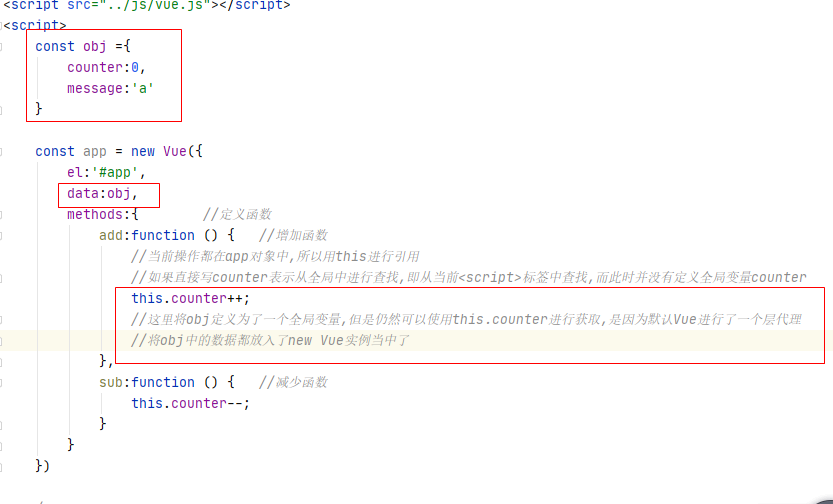 <script src="../js/vue.js"></script>
<script>
const obj ={
counter:0,
message:'a'
}
const app = new Vue({
el:'#app',
data:obj,
methods:{ //定义函数
add:function () { //增加函数
//当前操作都在app对象中,所以用this进行引用
//如果直接写counter表示从全局中进行查找,即从当前<script>标签中查找,而此时并没有定义全局变量counter
this.counter++;
//这里将obj定义为了一个全局变量,但是仍然可以使用this.counter进行获取,是因为默认Vue进行了一个层代理
//将obj中的数据都放入了new Vue实例当中了
},
sub:function () { //减少函数
this.counter--;
}
}
})